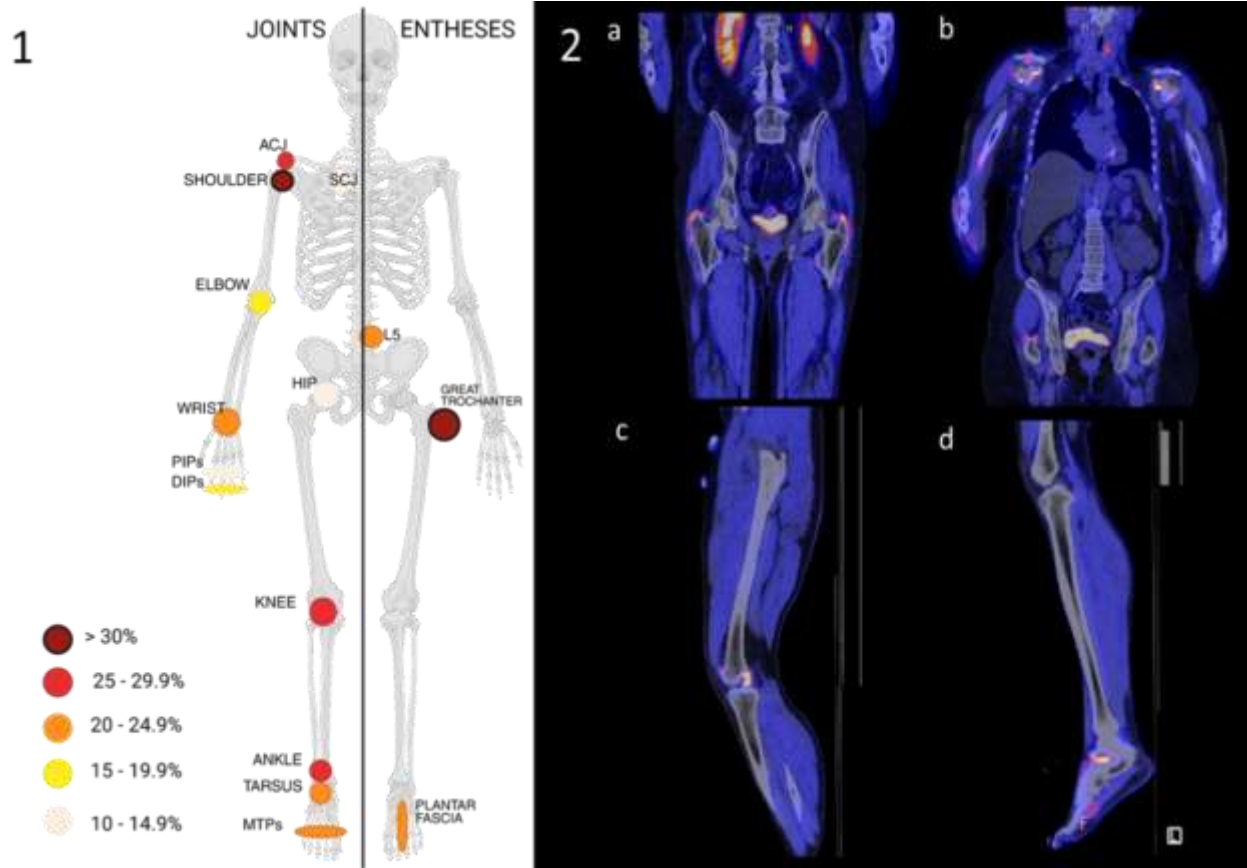 1
JOINTS
ENTHESES
ACJ
SHOULDER
SCJ
ELBOW
L5
HIP
GREAT
TROCHANTER
WRIST
PIPs
DIPs
KNEE
> 30%
25 - 29.9%
20 - 24.9%
15 - 19.9%
10 - 14.9%
ANKLE
TARSUS
MTPs
PLANTAR
FASCIA
2
a
b
c
d
F
L